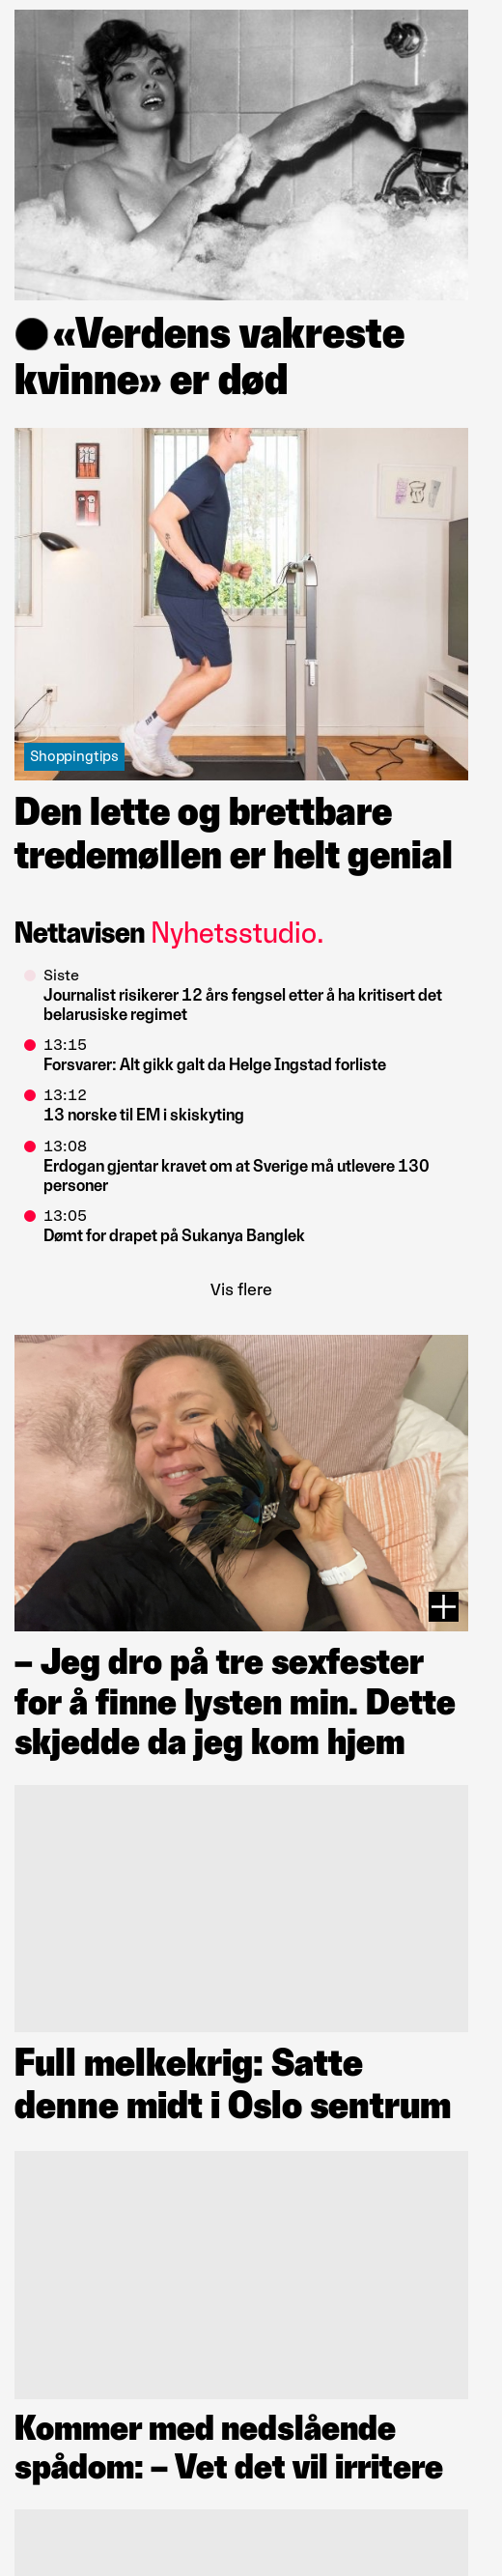 «Verdens vakreste
kvinne» er død
Shoppingtips
Den lette og brettbare
tredemøllen er helt genial
Nettavisen Nyhetsstudio.
Siste
Journalist risikerer 12 års fengsel etter å ha kritisert det
belarusiske regimet
13:15
Forsvarer: Alt gikk galt da Helge Ingstad forliste
13:12
13 norske til EM i skiskyting
13:08
Erdogan gjentar kravet om at Sverige må utlevere 130
personer
13:05
Dømt for drapet på Sukanya Banglek
Vis flere
– Jeg dro på tre sexfester
for å finne lysten min. Dette
skjedde da jeg kom hjem
Full melkekrig: Satte
denne midt i Oslo sentrum
Kommer med nedslående
spådom: – Vet det vil irritere